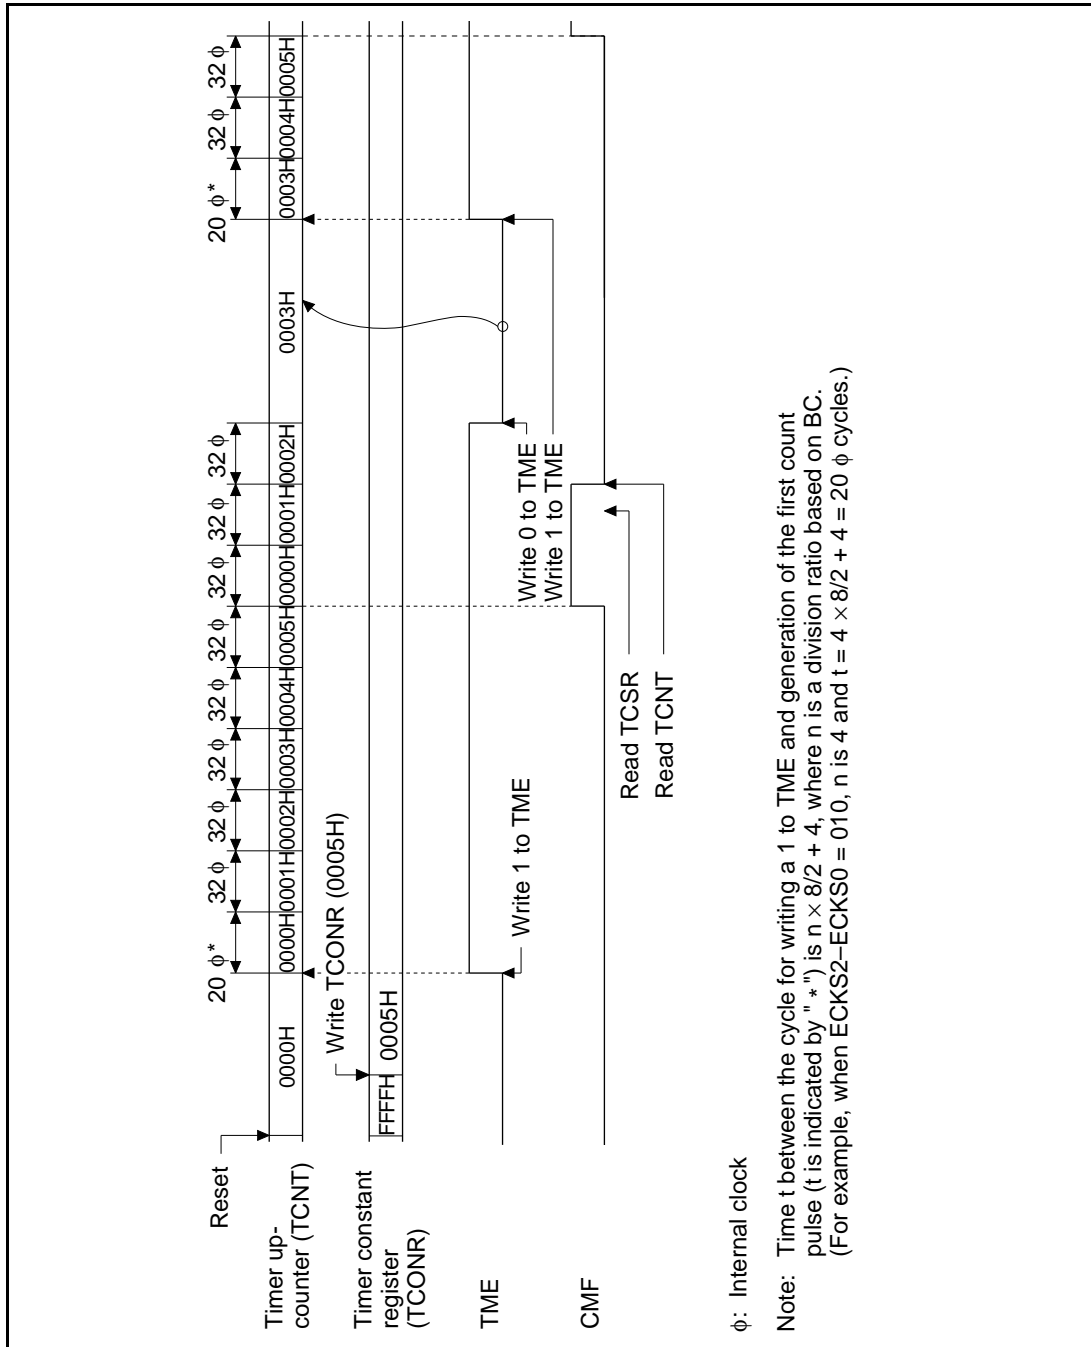 Reset
20 ϕ* 32 ϕ 32 ϕ 32 ϕ 32 ϕ 32 ϕ 32 ϕ 32 ϕ 32 ϕ 20 ϕ* 32 ϕ 32 ϕ
Timer up-
counter (TCNT)
0000H 0000H 0001H 0002H 0003H 0004H 0005H 0000H 0001H 0002H 0003H 0003H 0004H 0005H
Write TCONR (0005H)
Timer constant
register
(TCONR)
FFFFH 0005H
TME
Write 1 to TME
Write 0 to TME
Write 1 to TME
CMF
Read TCSR
Read TCNT
ϕ: Internal clock
Note: Time t between the cycle for writing a 1 to TME and generation of the first count
pulse (t is indicated by " * ") is n × 8/2 + 4, where n is a division ratio based on BC.
(For example, when ECKS2–ECKS0 = 010, n is 4 and t = 4 × 8/2 + 4 = 20 ϕ cycles.)